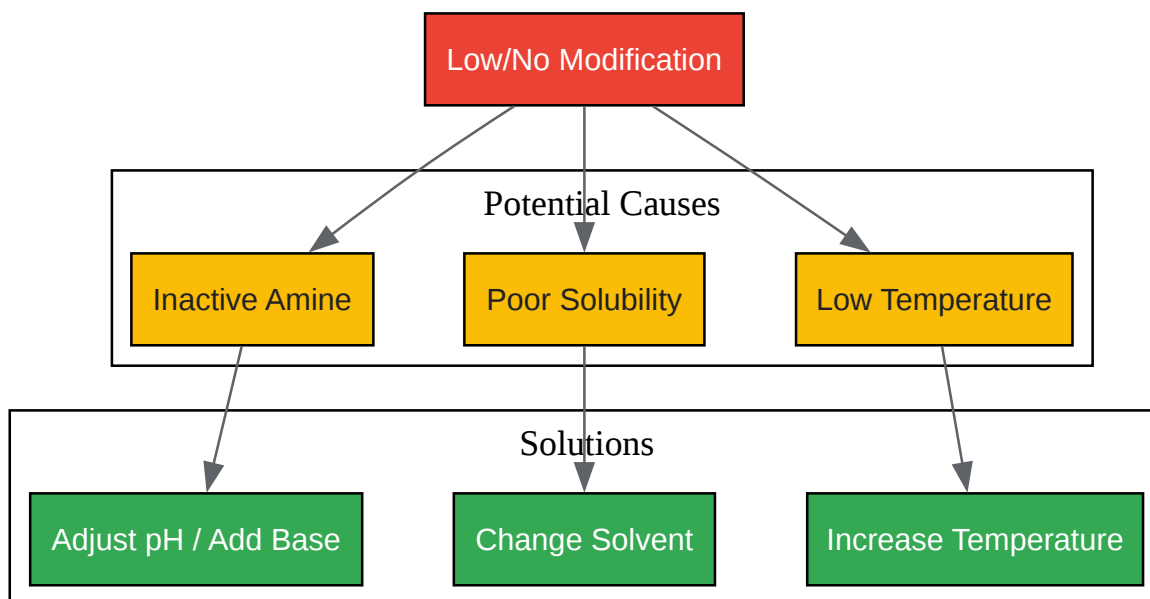 Low/No Modification
Potential Causes
Inactive Amine
Poor Solubility
Low Temperature
Solutions
Adjust pH / Add Base
Change Solvent
Increase Temperature